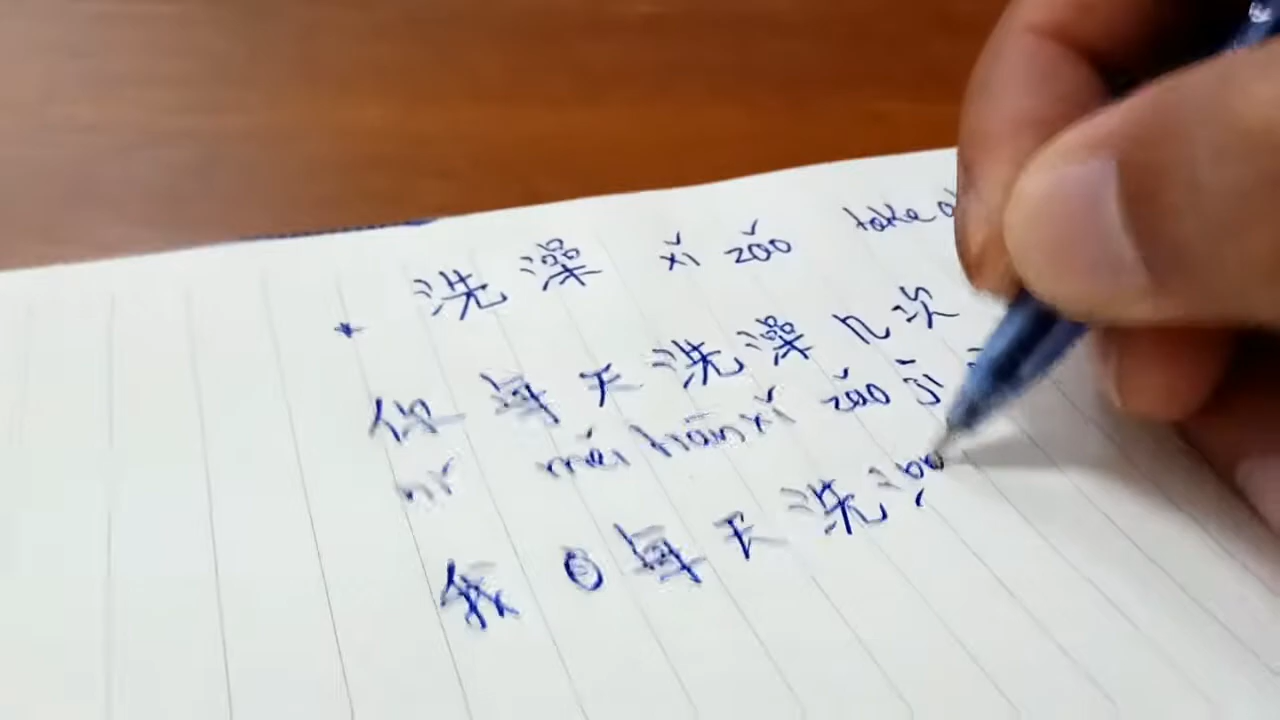 * 洗澡 xǐ zǎo take a
你每天洗澡几次
nǐ měi tiān xǐ zǎo jǐ
我每天洗